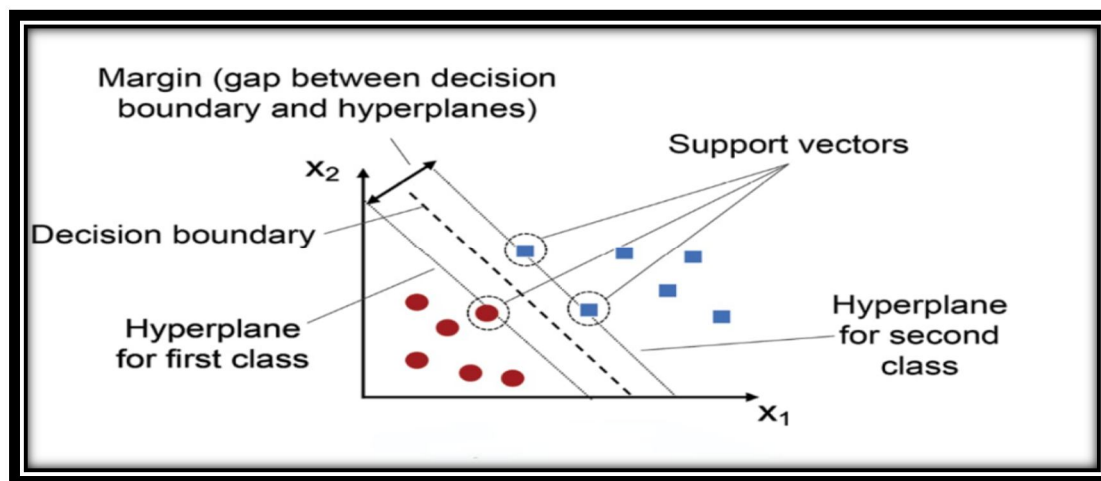 Margin (gap between decision
boundary and hyperplanes)
Support vectors
x₂
Decision boundary
Hyperplane
for first class
Hyperplane
for second
class
x₁